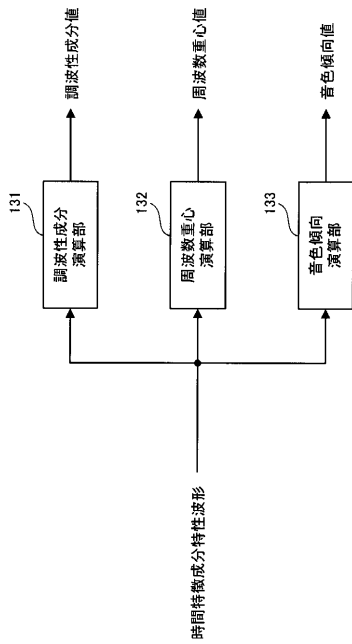 時間特徴成分特性波形
131
調波性成分
演算部
調波性成分値
132
周波数重心
演算部
周波数重心値
133
音色傾向
演算部
音色傾向値